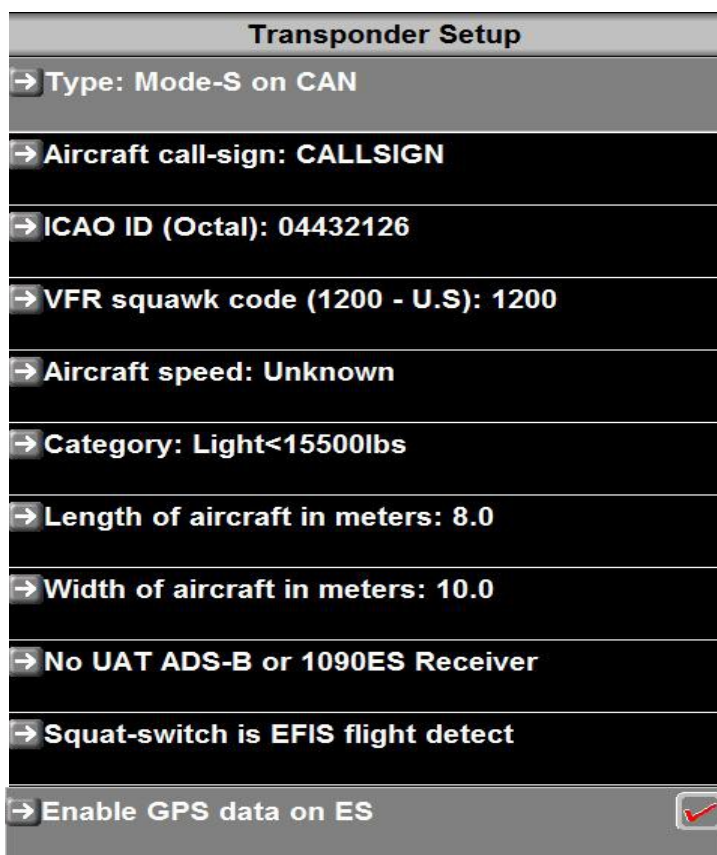 Transponder Setup
Type: Mode-S on CAN
Aircraft call-sign: CALLSIGN
ICAO ID (Octal): 04432126
VFR squawk code (1200 - U.S): 1200
Aircraft speed: Unknown
Category: Light<15500lbs
Length of aircraft in meters: 8.0
Width of aircraft in meters: 10.0
No UAT ADS-B or 1090ES Receiver
Squat-switch is EFIS flight detect
Enable GPS data on ES